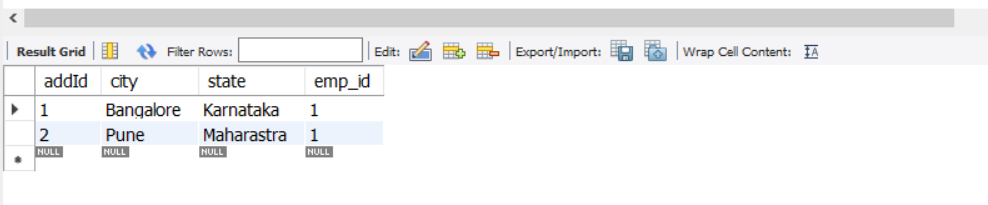 Result Grid Filter Rows: Edit: Export/Import: Wrap Cell Content: IA
addId city state emp_id
1 Bangalore Karnataka 1
2 Pune Maharastra 1
NULL NULL NULL NULL